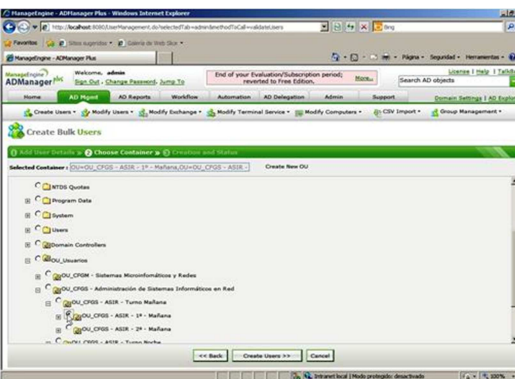 ManageEngine - ADManager Plus - Windows Internet Explorer
http://localhost:8080/UserManagement.do?selectedTab=admin&methodToCall=validateUsers
Bing
Favoritos Sitios sugeridos Galería de Web Slice
ManageEngine - ADManager Plus
Página Seguridad Herramientas
ManageEngine
ADManager Plus
Welcome, admin
Sign Out | Change Password, Jump To
End of your Evaluation/Subscription period; reverted to Free Edition.
More..
License | Help | Talk
Search AD objects
Home AD Mgmt AD Reports Workflow Automation AD Delegation Admin Support
Domain Settings | AD Explor
Create Users Modify Users Modify Exchange Modify Terminal Service Modify Computers CSV Import Group Management
Create Bulk Users
1 Add User Details 2 Choose Container 3 Creation and Status
Selected Container : OU=OU_CFGS - ASIR - 1º - Mañana,OU=OU_CFGS - ASIR -
Create New OU
NTDS Quotas
Program Data
System
Users
Domain Controllers
OU_Usuarios
OU_CFGM - Sistemas Microinformáticos y Redes
OU_CFGS - Administración de Sistemas Informáticos en Red
OU_CFGS - ASIR - Turno Mañana
OU_CFGS - ASIR - 1º - Mañana
OU_CFGS - ASIR - 2º - Mañana
OU_CFGS - ASIR - Turno Noche
<< Back Create Users >> Cancel
Intranet local | Modo protegido: desactivado
100%